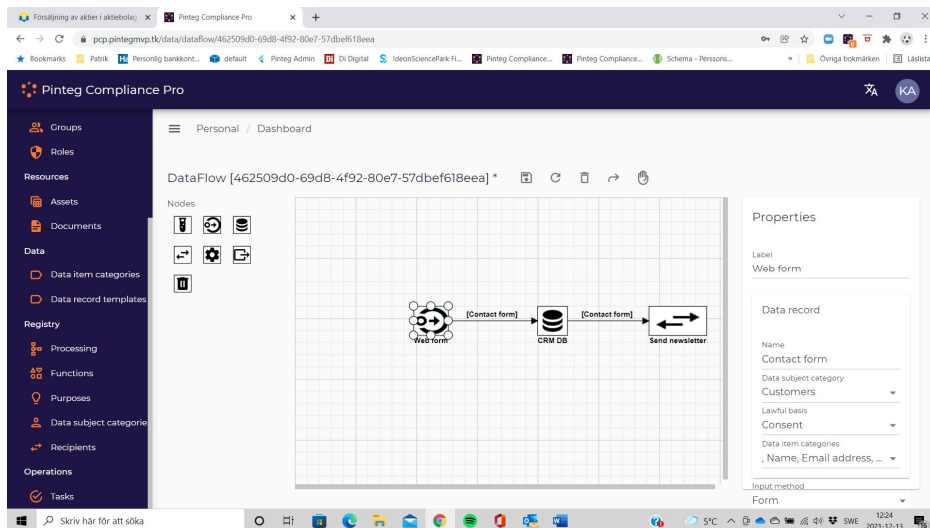 Försäljning av aktier i aktiebolag
Pinteg Compliance Pro
pcp.pintegmvp.tk/data/dataflow/462509d0-69d8-4f92-80e7-57dbef618eea
Bookmarks Patrik Personlig bankkont... default Pinteg Admin DI Di Digital IdeonSciencePark Fi... Pinteg Compliance... Pinteg Compliance... Schema - Perssons... » Övriga bokmärken Läslista
Pinteg Compliance Pro
KA
Groups
Roles
Resources
Assets
Documents
Data
Data item categories
Data record templates
Registry
Processing
Functions
Purposes
Data subject categorie
Recipients
Operations
Tasks
Personal / Dashboard
DataFlow [462509d0-69d8-4f92-80e7-57dbef618eea] *
Nodes
[Contact form]
[Contact form]
Web form
CRM DB
Send newsletter
Properties
Label
Web form
Data record
Name
Contact form
Data subject category
Customers
Lawful basis
Consent
Data item categories
, Name, Email address, ...
Input method
Form
Skriv här för att söka
5°C
SWE
12:24
2021-12-13
16